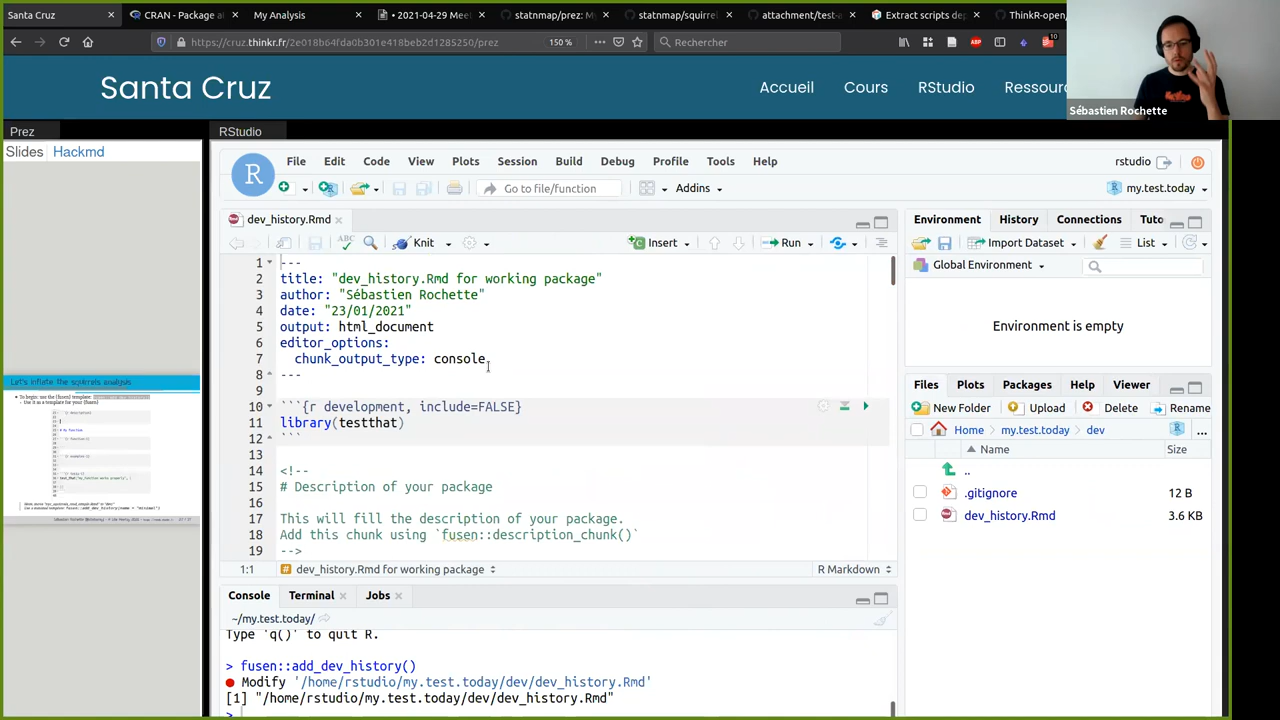 Santa Cruz
CRAN - Package af
My Analysis
• 2021-04-29 Mee
statnmap/prez: My
statnmap/squirrel
attachment/test-a
Extract scripts dep
ThinkR-open/
https://cruz.thinkr.fr/2e018b64fda0b301e418beb2d1285250/prez
150 %
Rechercher
ABP
10
Santa Cruz
Accueil
Cours
RStudio
Ressour
Sébastien Rochette
Prez
RStudio
Slides
Hackmd
R
File
Edit
Code
View
Plots
Session
Build
Debug
Profile
Tools
Help
rstudio
Go to file/function
Addins
my.test.today
dev_history.Rmd
Knit
Insert
Run
1 ---
2 title: "dev_history.Rmd for working package"
3 author: "Sébastien Rochette"
4 date: "23/01/2021"
5 output: html_document
6 editor_options:
7 chunk_output_type: console
8 ---
9
10 ```{r development, include=FALSE}
11 library(testthat)
12 ```
13
14 <!--
15 # Description of your package
16
17 This will fill the description of your package.
18 Add this chunk using `fusen::description_chunk()`
19 -->
1:1
dev_history.Rmd for working package
R Markdown
Console
Terminal
Jobs
~/my.test.today/
Type 'q()' to quit R.
> fusen::add_dev_history()
Modify '/home/rstudio/my.test.today/dev/dev_history.Rmd'
[1] "/home/rstudio/my.test.today/dev/dev_history.Rmd"
>
Environment
History
Connections
Tuto
Import Dataset
List
Global Environment
Environment is empty
Files
Plots
Packages
Help
Viewer
New Folder
Upload
Delete
Rename
Home
my.test.today
dev
...
Name
Size
..
.gitignore
12 B
dev_history.Rmd
3.6 KB
Let's inflate the squirrels analysis